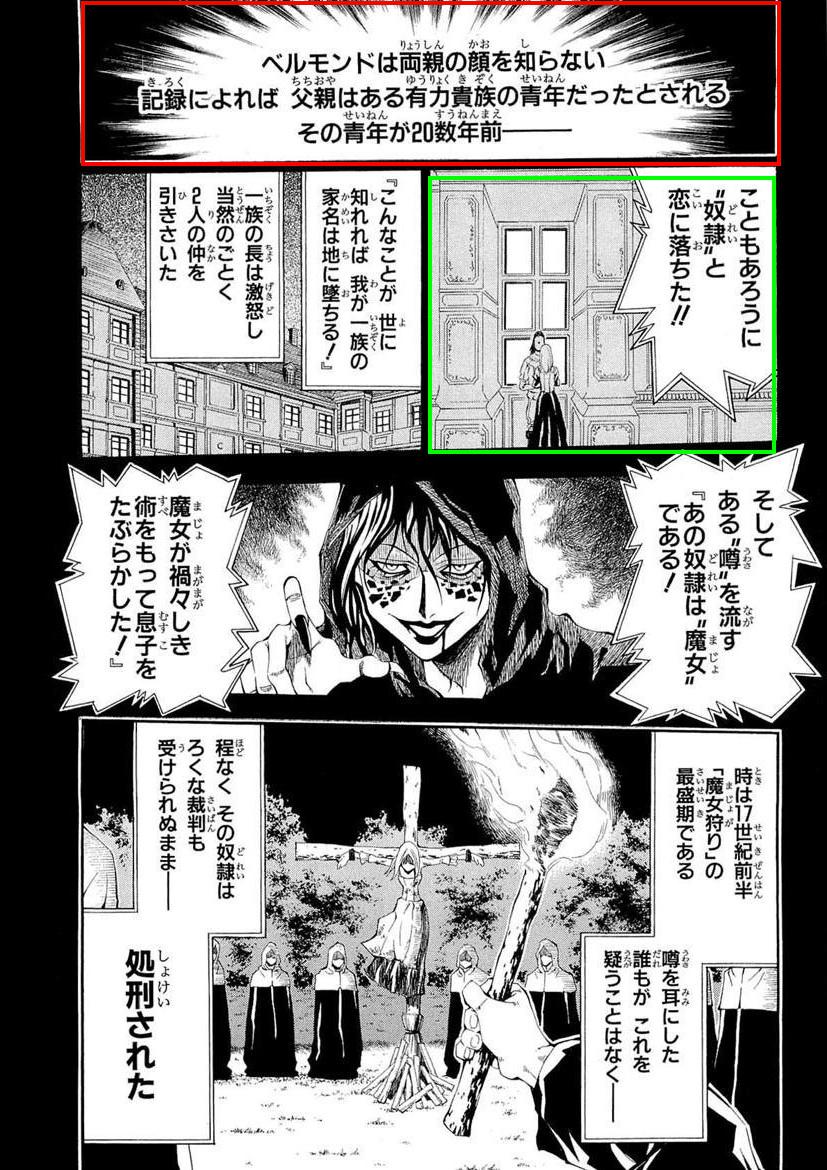 ベルモンドは両親の顔を知らない
記録によれば 父親はある有力貴族の青年だったとされる
その青年が20数年前───
こともあろうに
“奴隷”と
恋に落ちた!!
『こんなことが 世に
知れれば 我が一族の
家名は地に墜ちる!』
一族の長は激怒し
当然のごとく
2人の仲を
引きさいた
そして
ある“噂”を流す
『あの奴隷は“魔女”
である!
魔女が禍々しき
術をもって息子を
たぶらかした!』
時は17世紀前半
「魔女狩り」の
最盛期である
噂を耳にした
誰もが これを
疑うことはなく──
程なく その奴隷は
ろくな裁判も
受けられぬまま──
処刑された